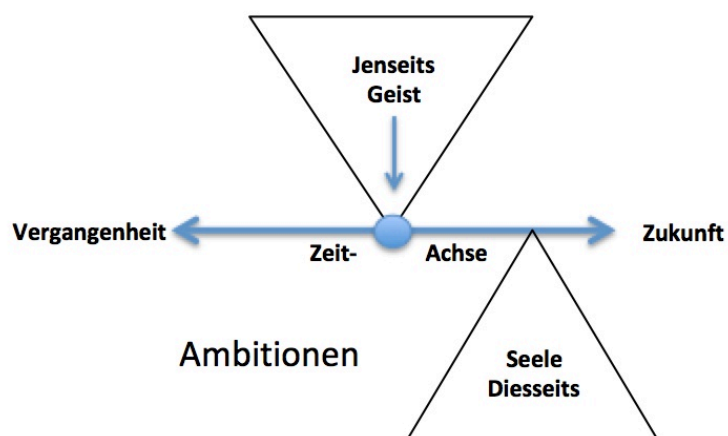 Jenseits
Geist
Vergangenheit
Zukunft
Zeit-
Achse
Ambitionen
Seele
Diesseits